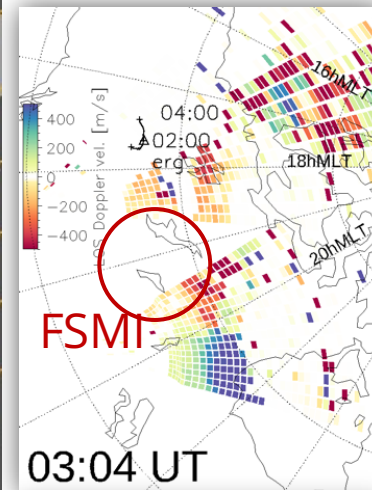 16hMLT
400
200
0
−200
−400
LOS Doppler vel. [m/s]
04:00
02:00
erg
18hMLT
20hMLT
FSMI
03:04 UT